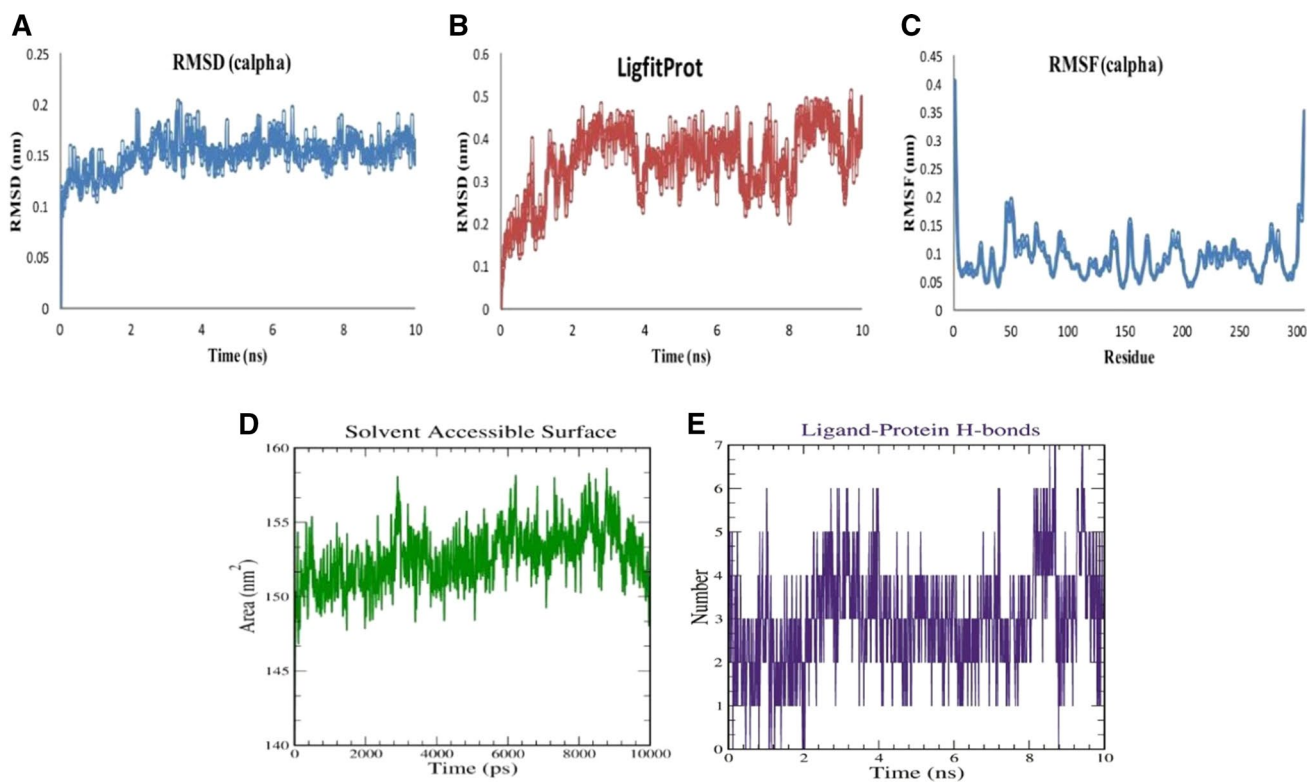 A
RMSD (calpha)
RMSD (nm)
0.25
0.2
0.15
0.1
0.05
0
0 2 4 6 8 10
Time (ns)
B
LigfitProt
RMSD (nm)
0.6
0.5
0.4
0.3
0.2
0.1
0
0 2 4 6 8 10
Time (ns)
C
RMSF(calpha)
RMSF (nm)
0.45
0.4
0.35
0.3
0.25
0.2
0.15
0.1
0.05
0
0 50 100 150 200 250 300
Residue
D
Solvent Accessible Surface
Area (nm²)
160
155
150
145
140
0 2000 4000 6000 8000 10000
Time (ps)
E
Ligand-Protein H-bonds
Number
7
6
5
4
3
2
1
0
0 2 4 6 8 10
Time (ns)